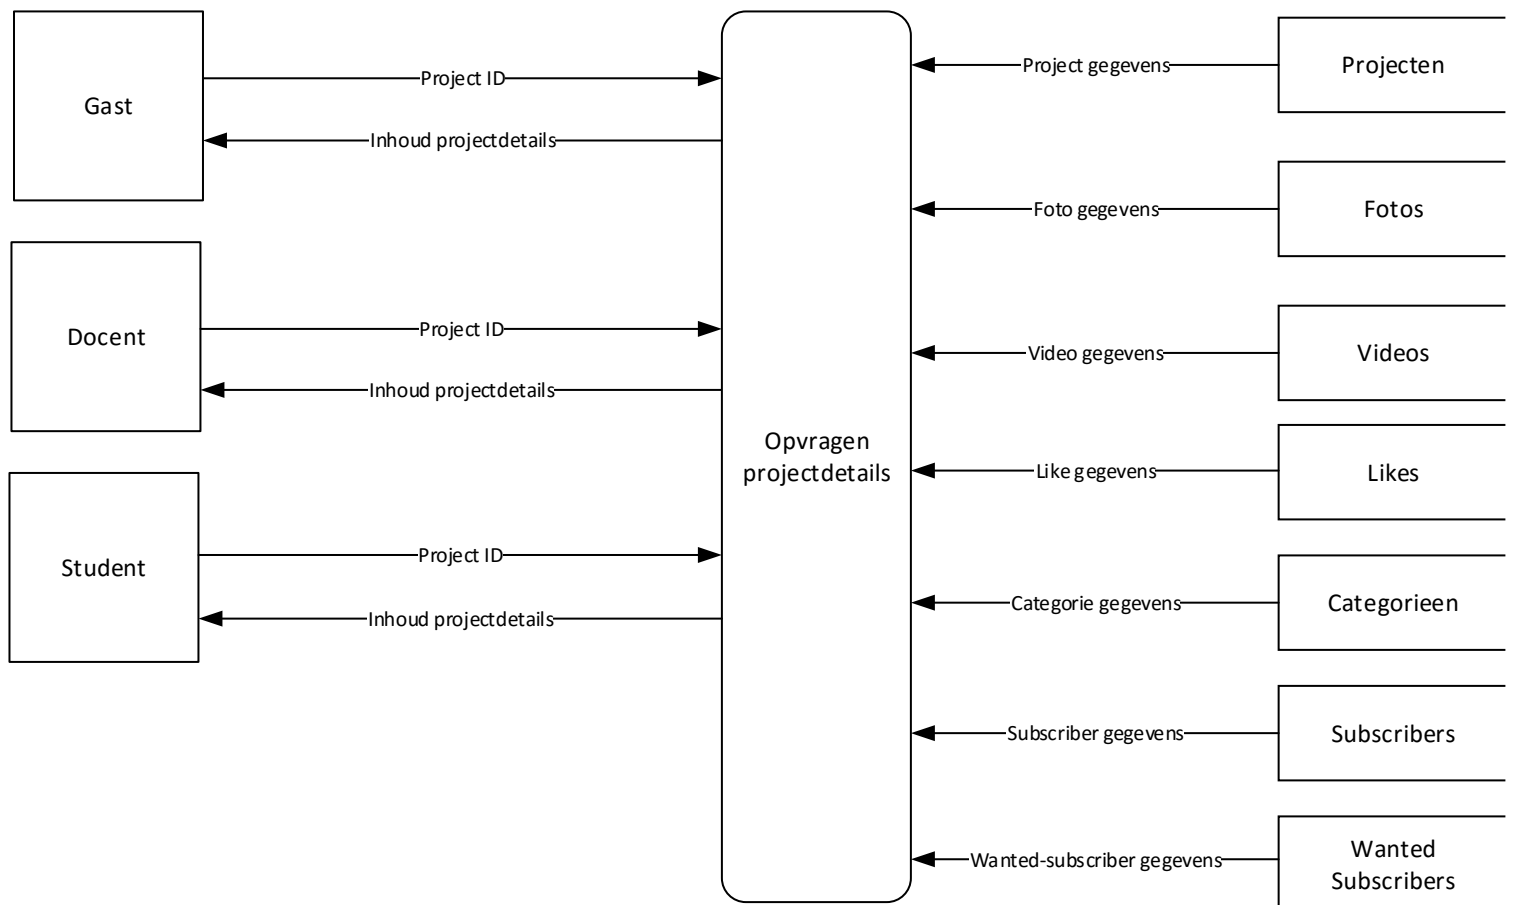 Gast
Project ID
Inhoud projectdetails
Docent
Project ID
Inhoud projectdetails
Student
Project ID
Inhoud projectdetails
Opvragen
projectdetails
Project gegevens
Projecten
Foto gegevens
Fotos
Video gegevens
Videos
Like gegevens
Likes
Categorie gegevens
Categorieen
Subscriber gegevens
Subscribers
Wanted-subscriber gegevens
Wanted
Subscribers